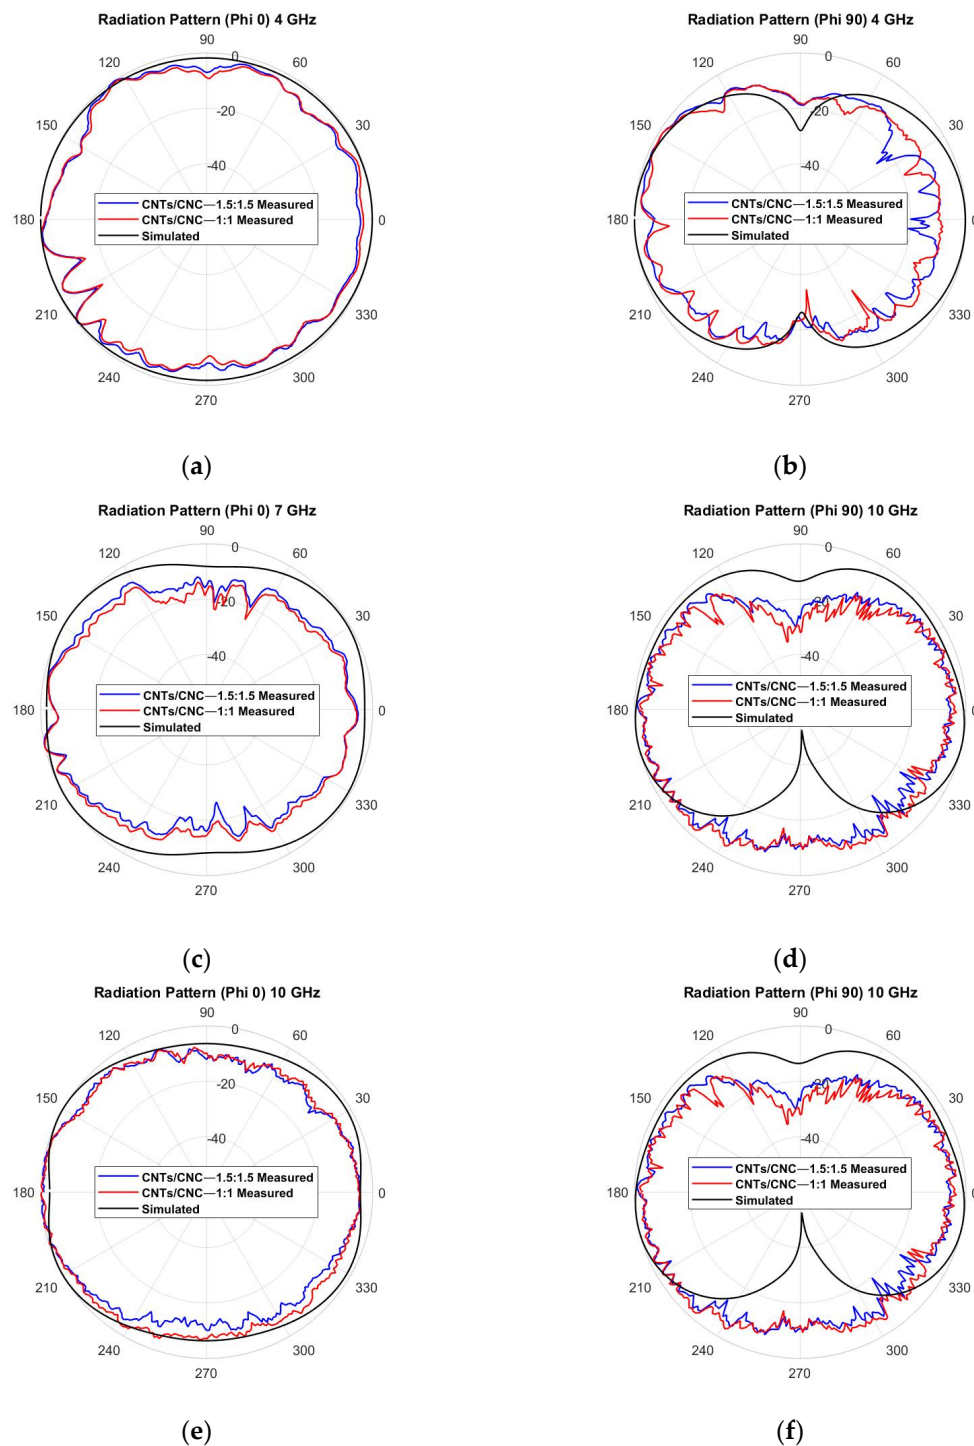 Radiation Pattern (Phi 0) 4 GHz
90
120 0 60
150 -20 30
-40
180 0
CNTs/CNC—1.5:1.5 Measured
CNTs/CNC—1:1 Measured
Simulated
210 330
240 300
270
(a)
Radiation Pattern (Phi 90) 4 GHz
90
120 0 60
150 -20 30
-40
180 0
CNTs/CNC—1.5:1.5 Measured
CNTs/CNC—1:1 Measured
Simulated
210 330
240 300
270
(b)
Radiation Pattern (Phi 0) 7 GHz
90
120 0 60
150 -20 30
-40
180 0
CNTs/CNC—1.5:1.5 Measured
CNTs/CNC—1:1 Measured
Simulated
210 330
240 300
270
(c)
Radiation Pattern (Phi 90) 10 GHz
90
120 0 60
150 -20 30
-40
180 0
CNTs/CNC—1.5:1.5 Measured
CNTs/CNC—1:1 Measured
Simulated
210 330
240 300
270
(d)
Radiation Pattern (Phi 0) 10 GHz
90
120 0 60
150 -20 30
-40
180 0
CNTs/CNC—1.5:1.5 Measured
CNTs/CNC—1:1 Measured
Simulated
210 330
240 300
270
(e)
Radiation Pattern (Phi 90) 10 GHz
90
120 0 60
150 -20 30
-40
180 0
CNTs/CNC—1.5:1.5 Measured
CNTs/CNC—1:1 Measured
Simulated
210 330
240 300
270
(f)